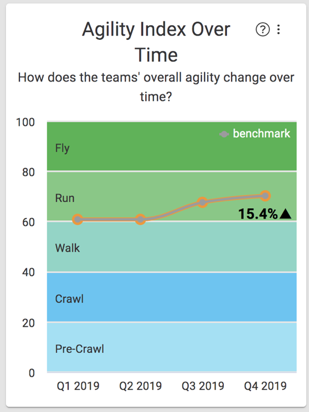 Agility Index Over
Time
How does the teams' overall agility change over
time?
100
benchmark
Fly
80
Run
15.4%
60
Walk
40
Crawl
20
Pre-Crawl
0
Q1 2019 Q2 2019 Q3 2019 Q4 2019